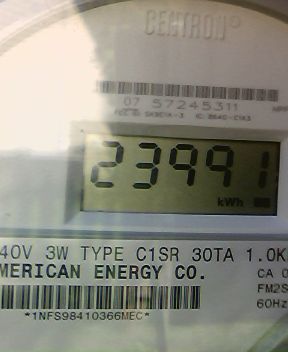 CENTRON®
07 57245311
23991
kWh
40V 3W TYPE C1SR 30TA 1.0K
MERICAN ENERGY CO.
CA 0
FM2S
60Hz
*1NFS98410366MEC*